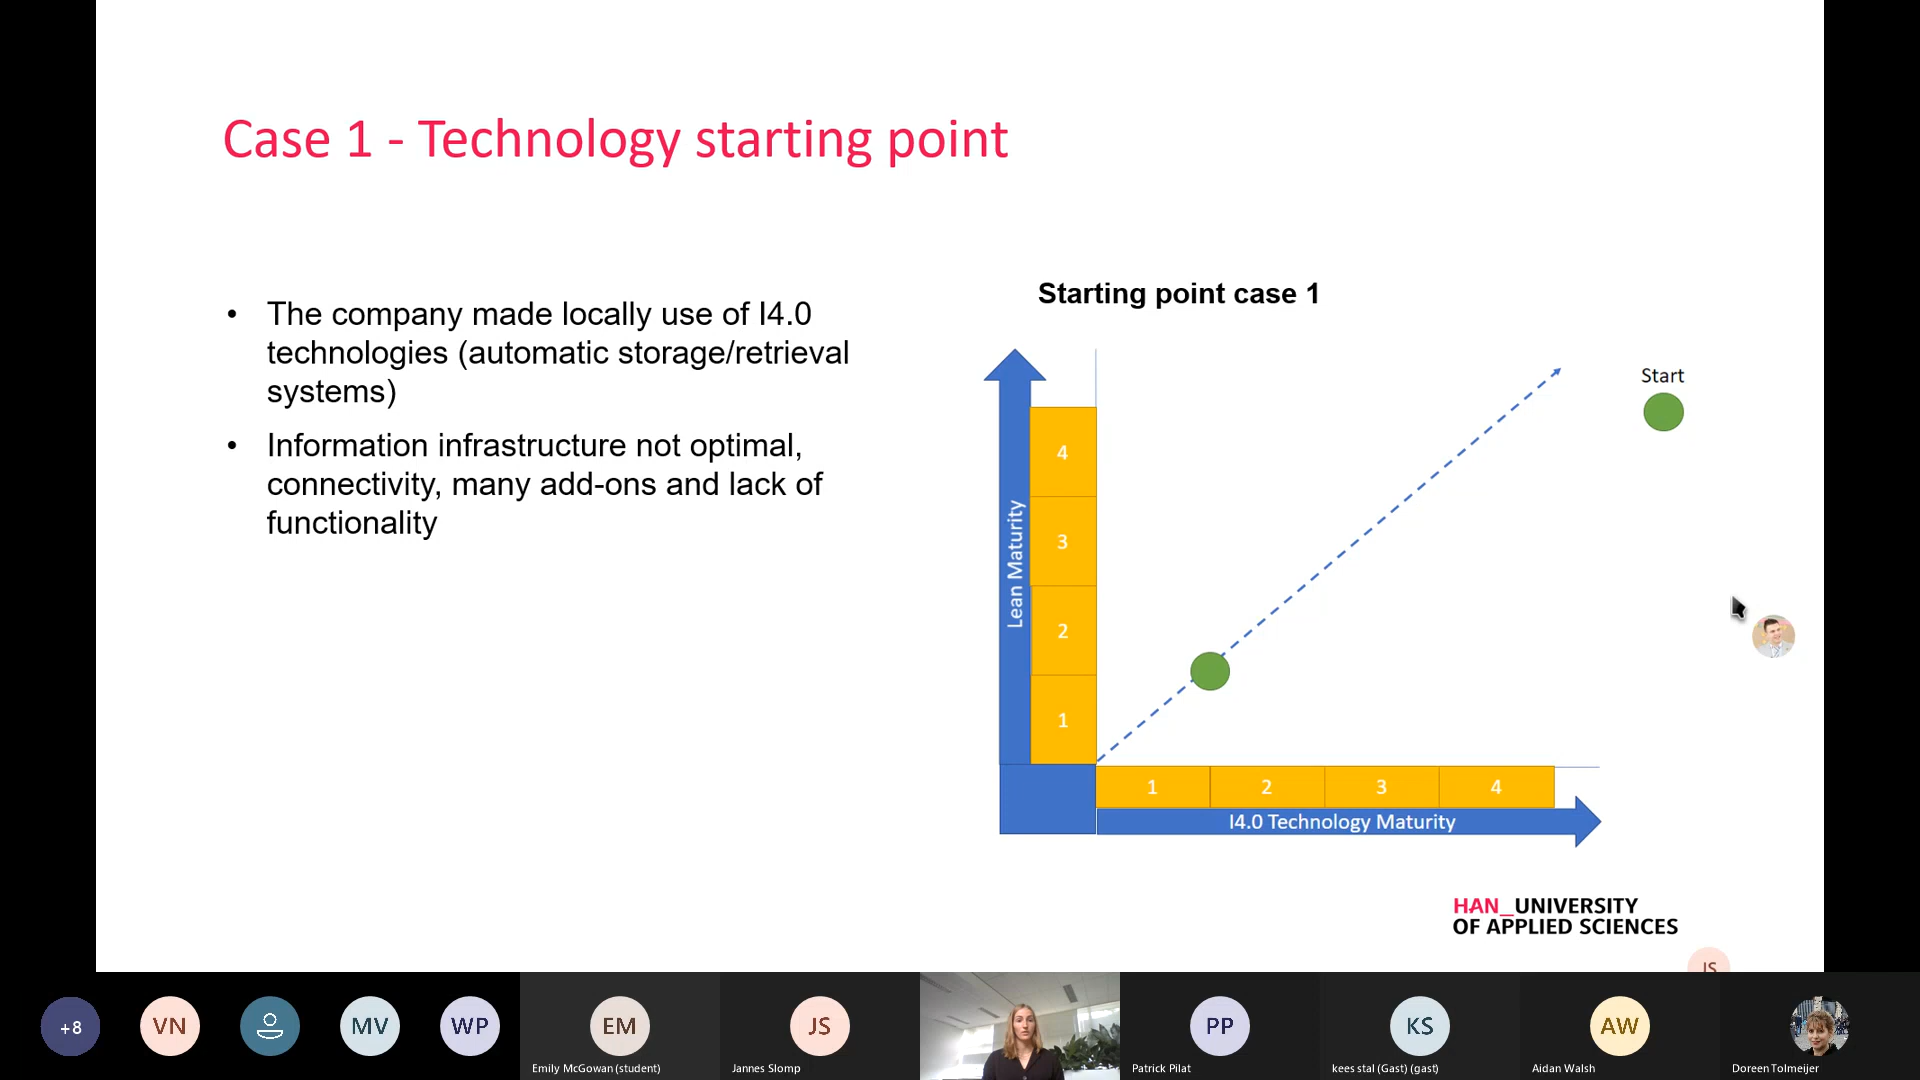 Case 1 - Technology starting point
• The company made locally use of I4.0
technologies (automatic storage/retrieval
systems)
• Information infrastructure not optimal,
connectivity, many add-ons and lack of
functionality
Starting point case 1
Start
Lean Maturity
4
3
2
1
1 2 3 4
I4.0 Technology Maturity
HAN_UNIVERSITY
OF APPLIED SCIENCES
JS
+8 VN MV WP EM JS PP KS AW
Emily McGowan (student) Jannes Slomp Patrick Pilat kees stal (Gast) (gast) Aidan Walsh Doreen Tolmeijer